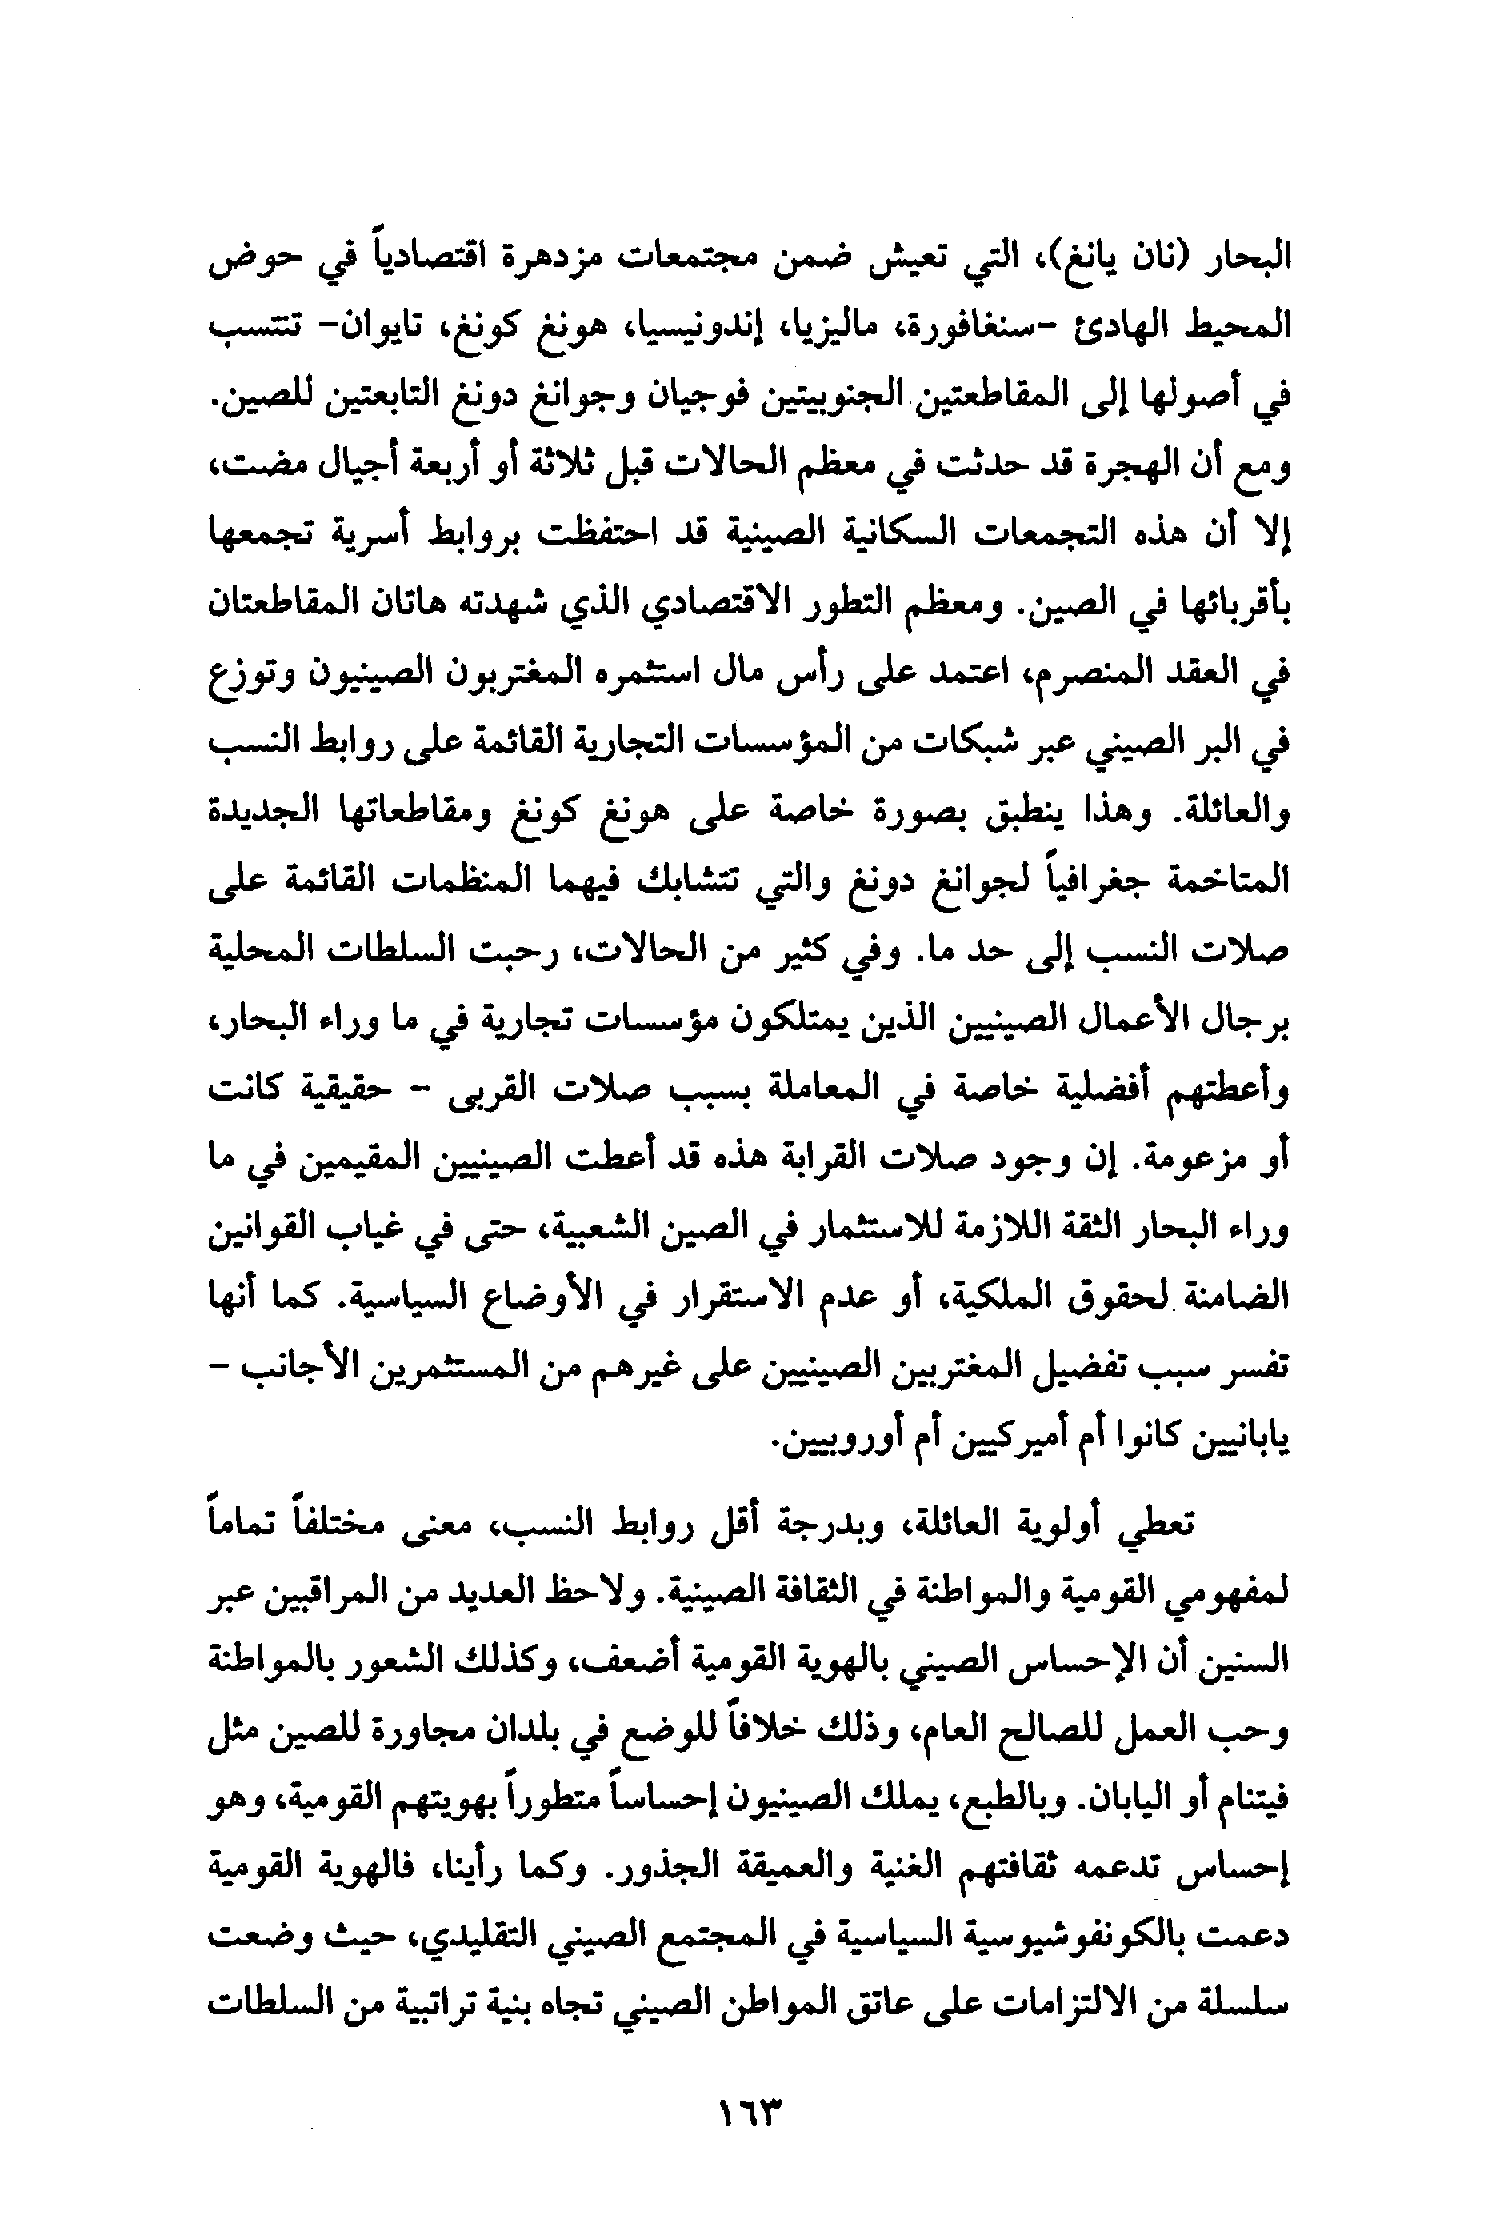 البحار (نان يانغ)، التي تعيش ضمن مجتمعات مزدهرة اقتصادياً في حوض
المحيط الهادئ -سنغافورة، ماليزيا، إندونيسيا، هونغ كونغ، تايوان- تنتسب
في أصولها إلى المقاطعتين الجنوبيتين فوجيان وجوانغ دونغ التابعتين للصين.
ومع أن الهجرة قد حدثت في معظم الحالات قبل ثلاثة أو أربعة أجيال مضت،
إلا أن هذه التجمعات السكانية الصينية قد احتفظت بروابط أسرية تجمعها
بأقربائها في الصين. ومعظم التطور الاقتصادي الذي شهدته هاتان المقاطعتان
في العقد المنصرم، اعتمد على رأس مال استثمره المغتربون الصينيون وتوزع
في البر الصيني عبر شبكات من المؤسسات التجارية القائمة على روابط النسب
والعائلة. وهذا ينطبق بصورة خاصة على هونغ كونغ ومقاطعاتها الجديدة
المتاخمة جغرافياً لجوانغ دونغ والتي تتشابك فيهما المنظمات القائمة على
صلات النسب إلى حد ما. وفي كثير من الحالات، رحبت السلطات المحلية
برجال الأعمال الصينيين الذين يمتلكون مؤسسات تجارية في ما وراء البحار،
وأعطتهم أفضلية خاصة في المعاملة بسبب صلات القربى - حقيقية كانت
أو مزعومة. إن وجود صلات القرابة هذه قد أعطت الصينيين المقيمين في ما
وراء البحار الثقة اللازمة للاستثمار في الصين الشعبية، حتى في غياب القوانين
الضامنة لحقوق الملكية، أو عدم الاستقرار في الأوضاع السياسية. كما أنها
تفسر سبب تفضيل المغتربين الصينيين على غيرهم من المستثمرين الأجانب -
يابانيين كانوا أم أميركيين أم أوروبيين.
تعطي أولوية العائلة، وبدرجة أقل روابط النسب، معنى مختلفاً تماماً
لمفهومي القومية والمواطنة في الثقافة الصينية. ولاحظ العديد من المراقبين عبر
السنين أن الإحساس الصيني بالهوية القومية أضعف، وكذلك الشعور بالمواطنة
وحب العمل للصالح العام، وذلك خلافاً للوضع في بلدان مجاورة للصين مثل
فيتنام أو اليابان. وبالطبع، يملك الصينيون إحساساً متطوراً بهويتهم القومية، وهو
إحساس تدعمه ثقافتهم الغنية والعميقة الجذور. وكما رأينا، فالهوية القومية
دعمت بالكونفوشيوسية السياسية في المجتمع الصيني التقليدي، حيث وضعت
سلسلة من الالتزامات على عاتق المواطن الصيني تجاه بنية تراتبية من السلطات
١٦٣